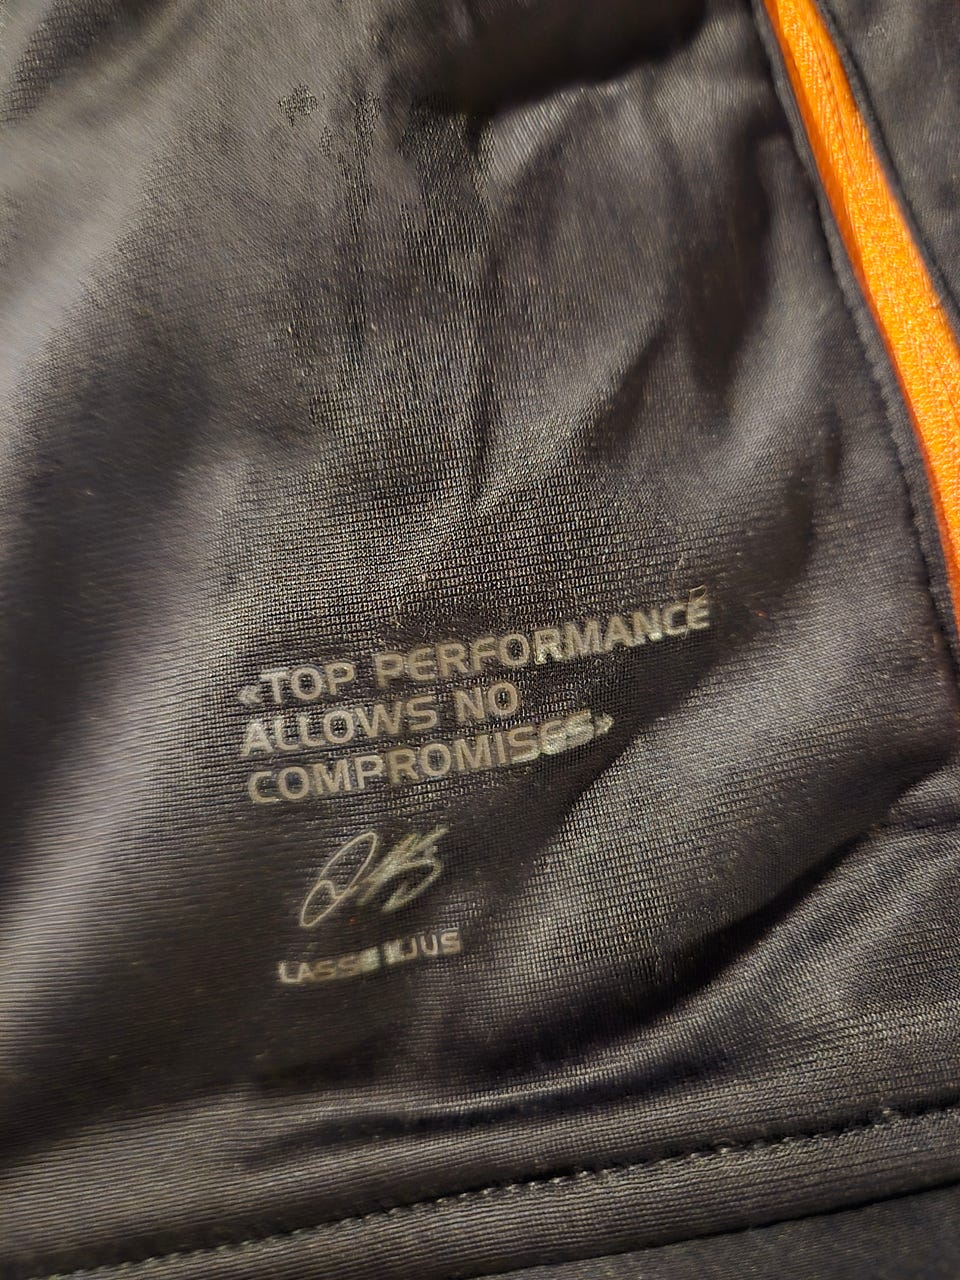 «TOP PERFORMANCE
ALLOWS NO
COMPROMISES»
LASSE KJUS